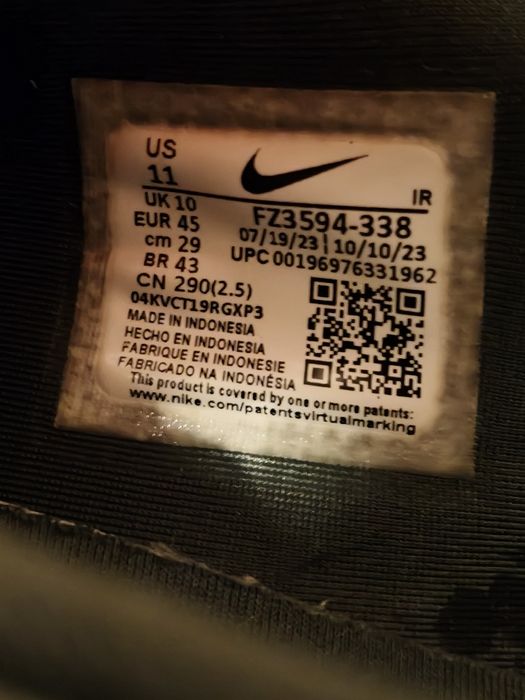 US
11
IR
UK 10
FZ3594-338
EUR 45
07/19/23 | 10/10/23
cm 29
UPC 00196976331962
BR 43
CN 290(2.5)
04KVCT19RGXP3
MADE IN INDONESIA
HECHO EN INDONESIA
FABRIQUE EN INDONESIE
FABRICADO NA INDONÉSIA
This product is covered by one or more patents:
www.nike.com/patentsvirtualmarking